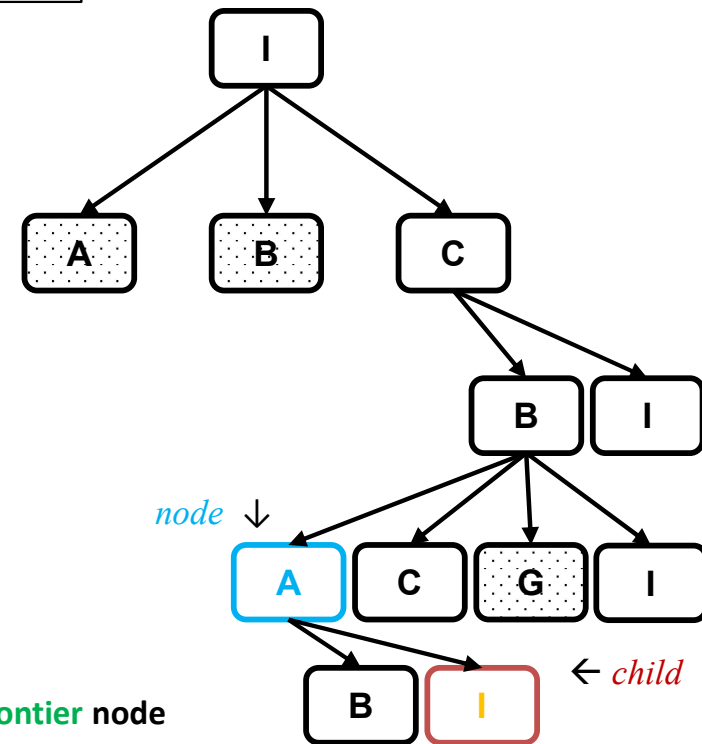 I
A B C
B I
node ↓
A C G I
← child
B I
ontier node